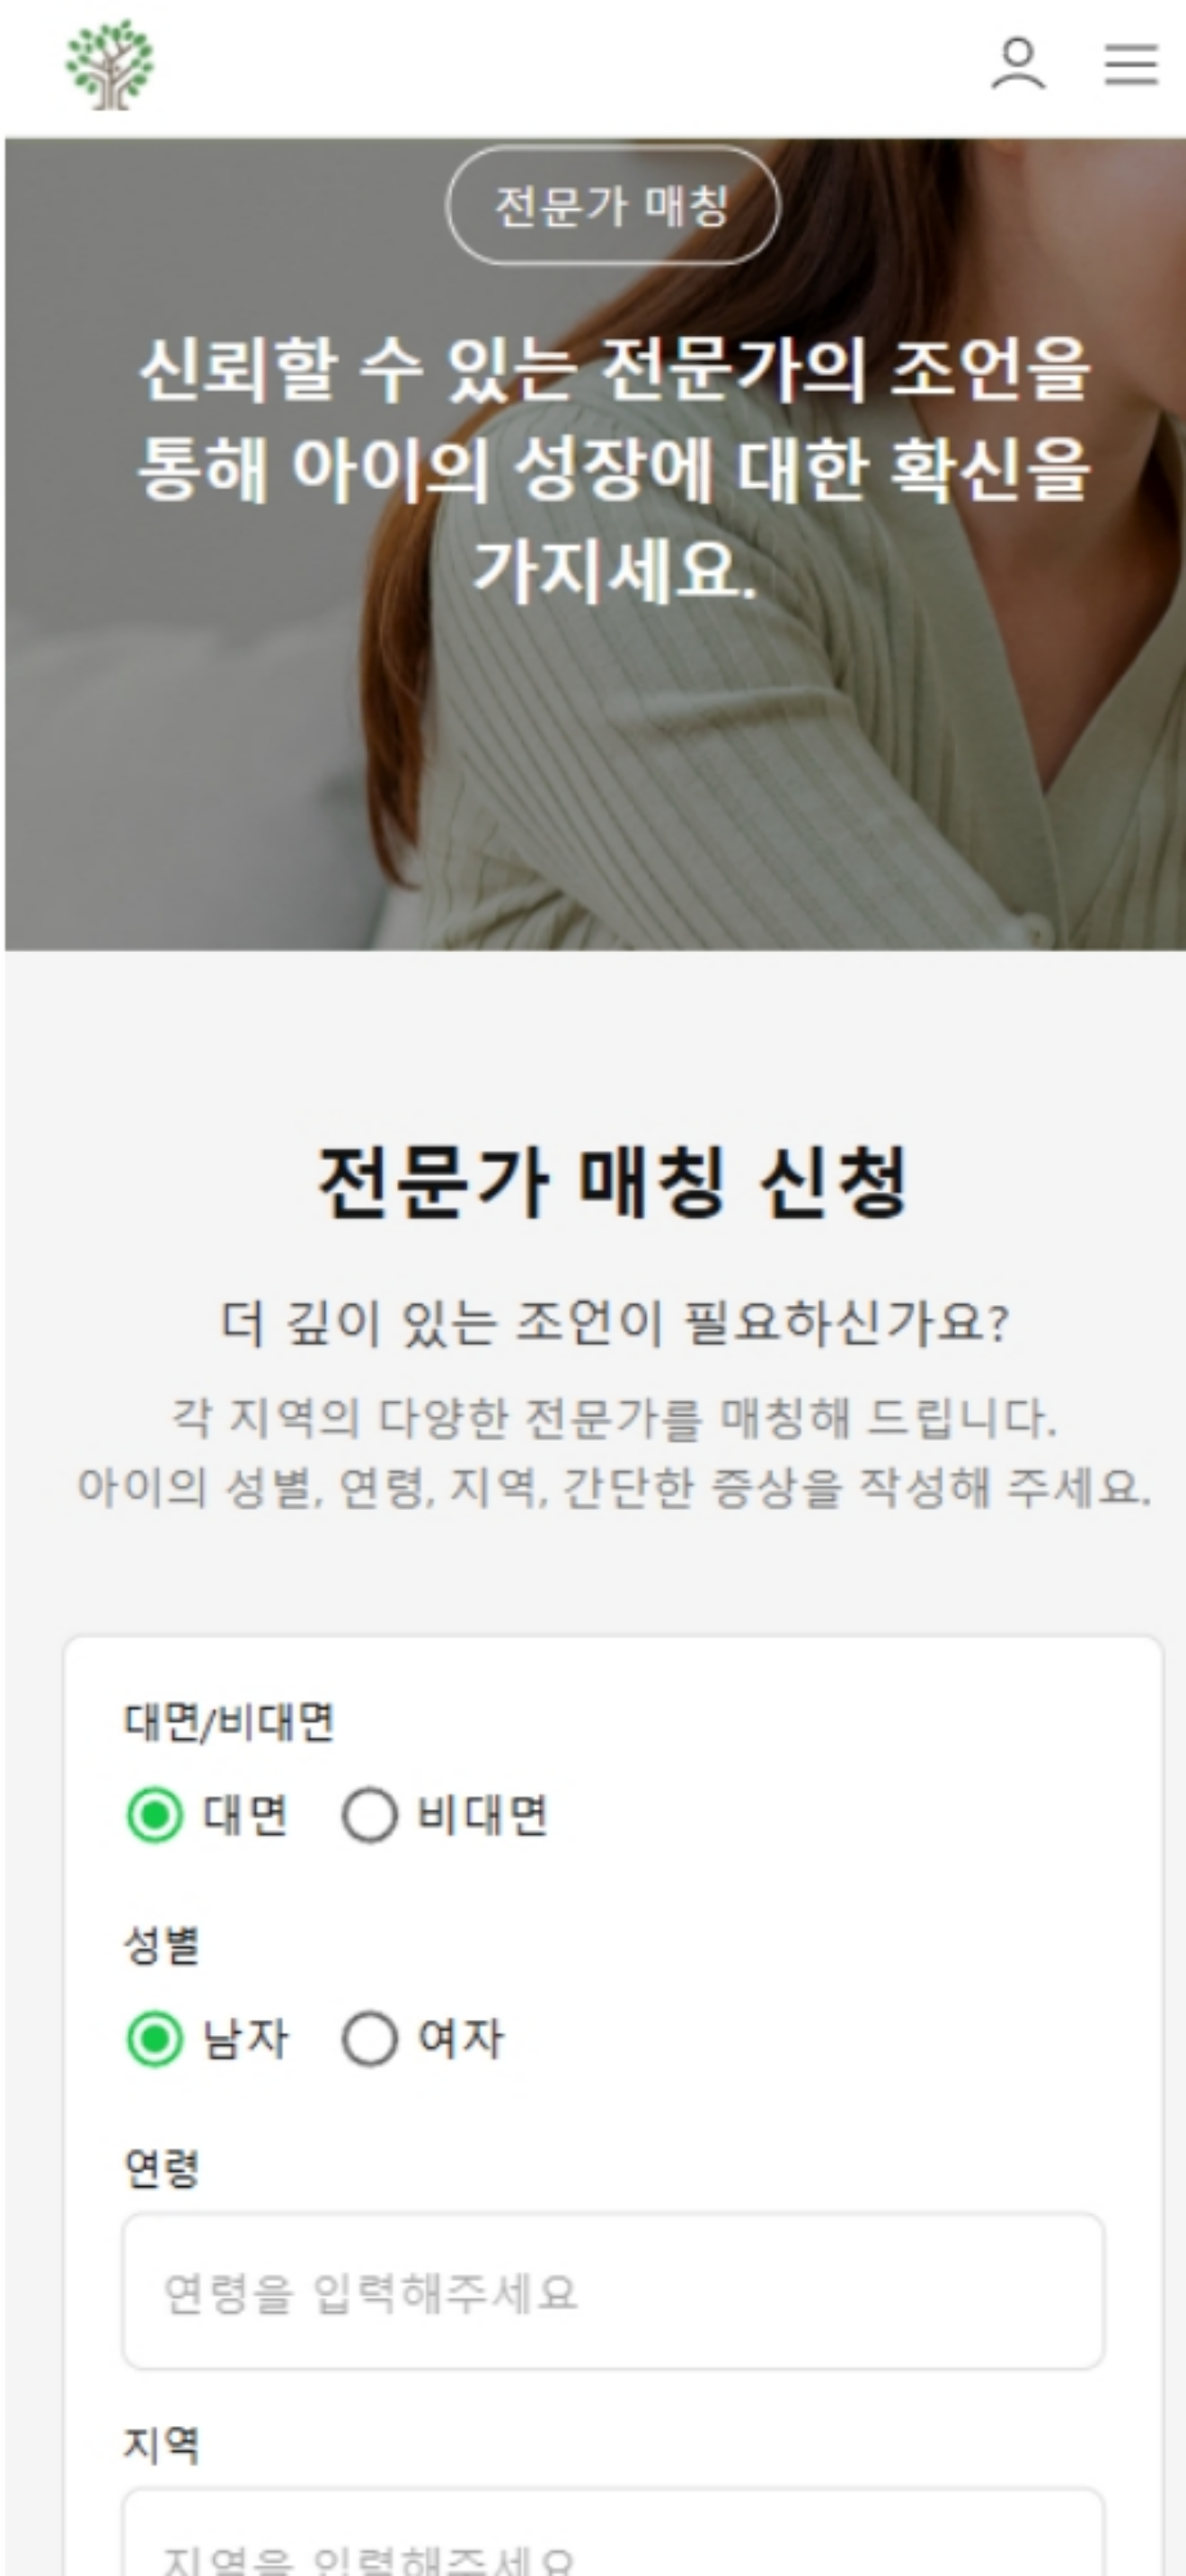 전문가 매칭
신뢰할 수 있는 전문가의 조언을
통해 아이의 성장에 대한 확신을
가지세요.
전문가 매칭 신청
더 깊이 있는 조언이 필요하신가요?
각 지역의 다양한 전문가를 매칭해 드립니다.
아이의 성별, 연령, 지역, 간단한 증상을 작성해 주세요.
대면/비대면
대면 비대면
성별
남자 여자
연령
연령을 입력해주세요
지역
지역을 입력해주세요